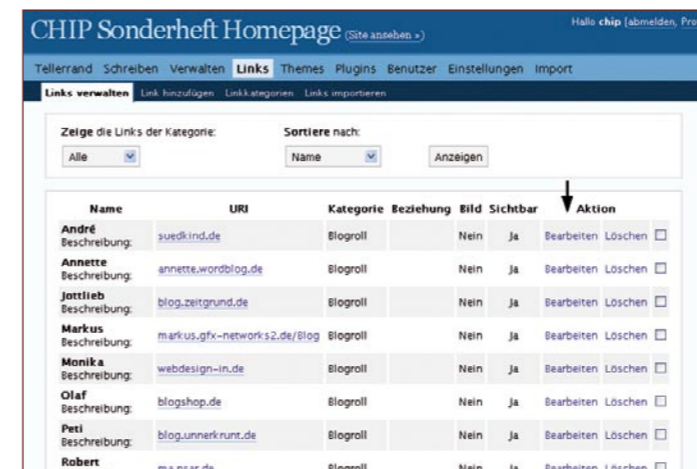 CHIP Sonderheft Homepage (Site ansehen »)
Hallo chip [abmelden,
Tellerrand Schreiben Verwalten Links Themes Plugins Benutzer Einstellungen Import
Links verwalten Link hinzufügen Linkkategorien Links importieren
Zeige die Links der Kategorie: Sortiere nach:
Alle Name Anzeigen
Name URI Kategorie Beziehung Bild Sichtbar Aktion
André
Beschreibung: suedkind.de Blogroll Nein Ja Bearbeiten Löschen
Annette
Beschreibung: annette.wordblog.de Blogroll Nein Ja Bearbeiten Löschen
Jottlieb
Beschreibung: blog.zeitgrund.de Blogroll Nein Ja Bearbeiten Löschen
Markus
Beschreibung: markus.gfx-networks2.de/Blog Blogroll Nein Ja Bearbeiten Löschen
Monika
Beschreibung: webdesign-in.de Blogroll Nein Ja Bearbeiten Löschen
Olaf
Beschreibung: blogshop.de Blogroll Nein Ja Bearbeiten Löschen
Peti
Beschreibung: blog.unnerkrunt.de Blogroll Nein Ja Bearbeiten Löschen
Robert
Blogroll Nein Ja Bearbeiten Löschen